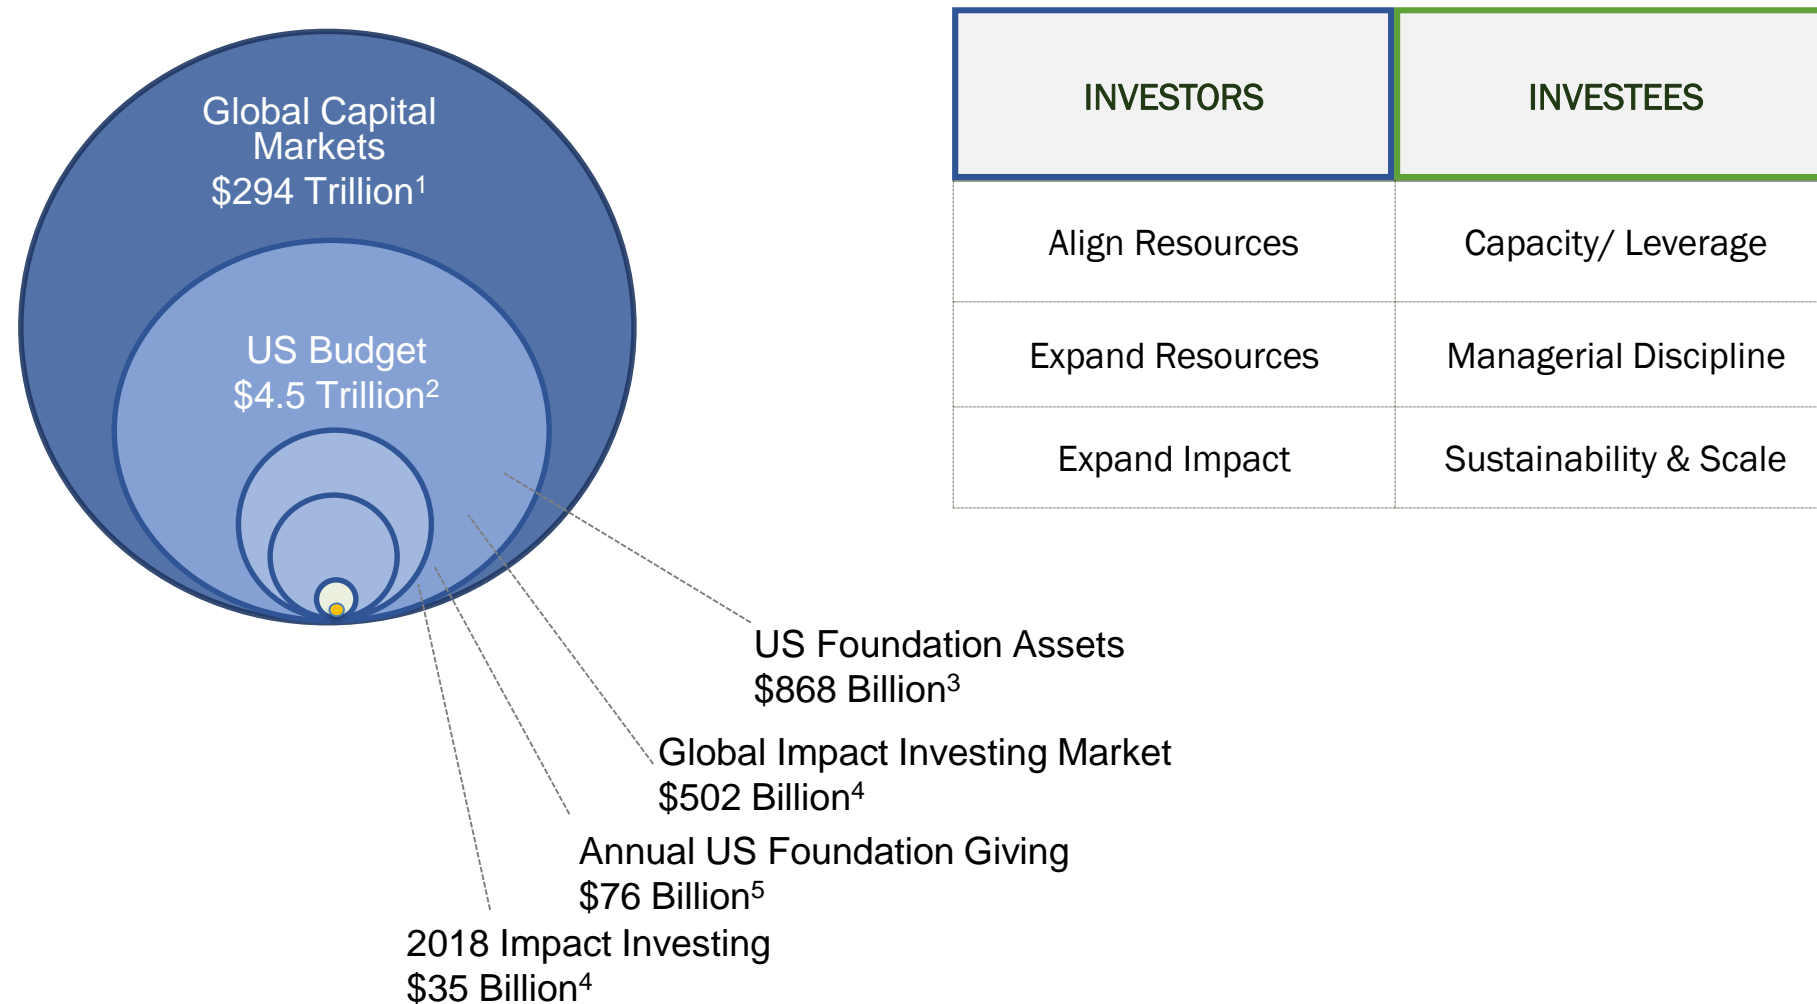 Global Capital
Markets
$294 Trillion¹
US Budget
$4.5 Trillion²
US Foundation Assets
$868 Billion³
Global Impact Investing Market
$502 Billion⁴
Annual US Foundation Giving
$76 Billion⁵
2018 Impact Investing
$35 Billion⁴
INVESTORS INVESTEES
Align Resources Capacity/ Leverage
Expand Resources Managerial Discipline
Expand Impact Sustainability & Scale